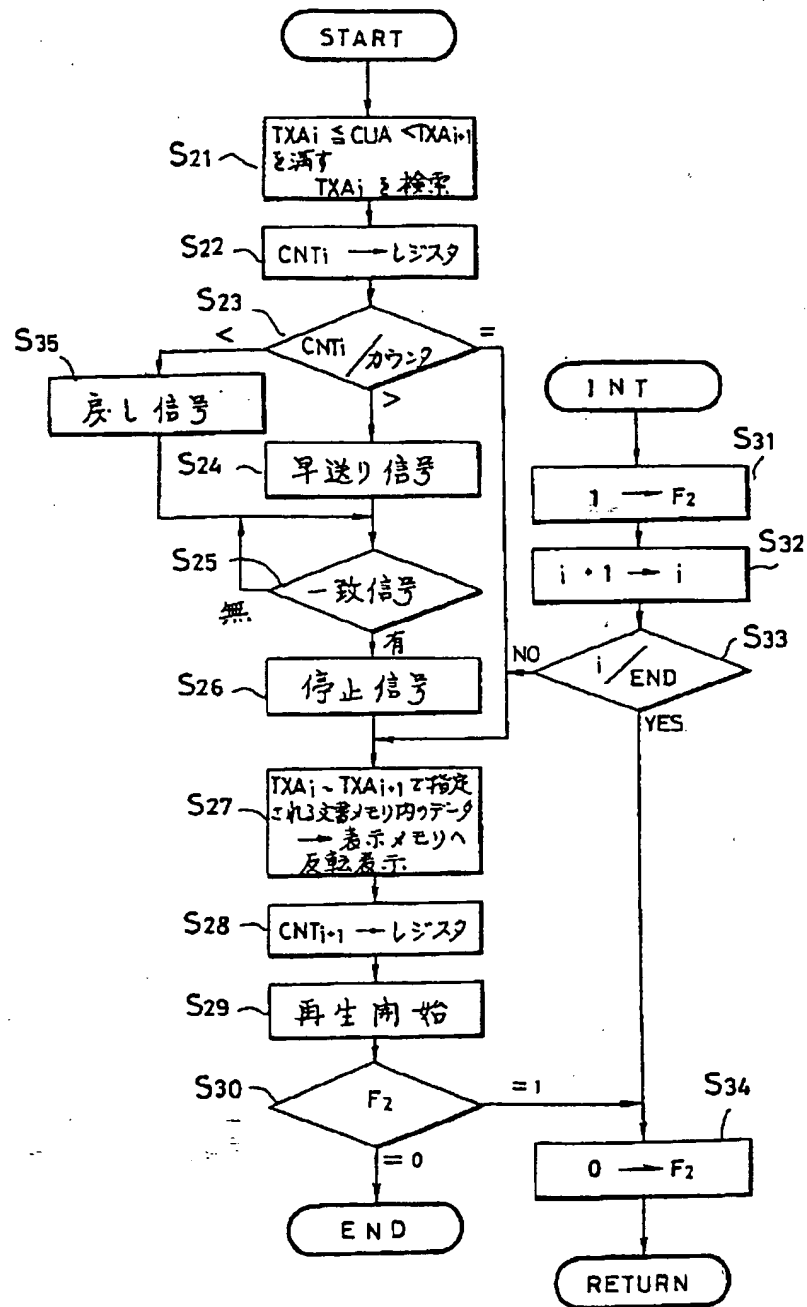 START
S21
TXAi ≦ CUA < TXAi+1
を満す
TXAi を検索
S22
CNTi → レジスタ
S23
CNTi / カウンタ
<
=
>
S35
戻し信号
S24
早送り信号
S25
一致信号
無
有
S26
停止信号
S27
TXAi ~ TXAi+1 で指定
される文書メモリ内のデータ
→ 表示メモリへ
反転表示
S28
CNTi+1 → レジスタ
S29
再生開始
S30
F2
=1
=0
END
INT
S31
1 → F2
S32
i + 1 → i
S33
i / END
NO
YES
S34
0 → F2
RETURN